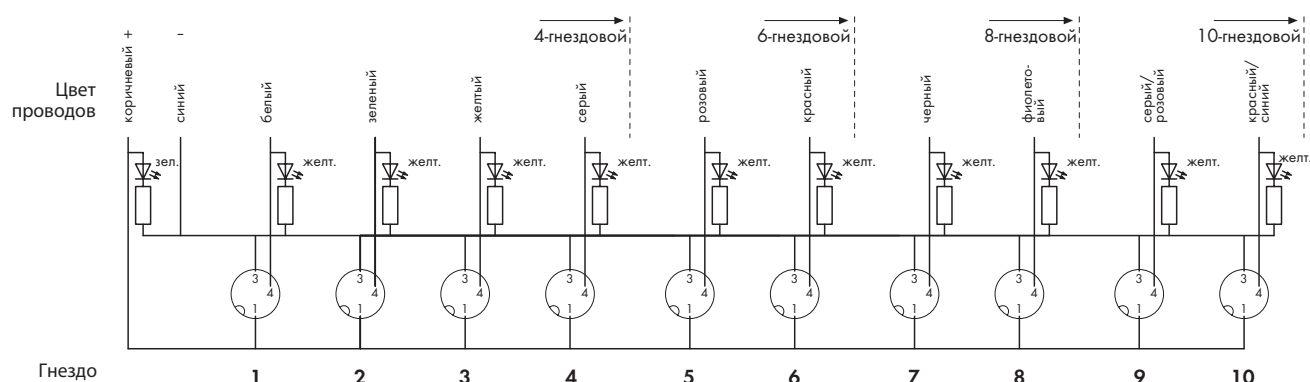 4-гнездовой 6-гнездовой 8-гнездовой 10-гнездовой
+ –
Цвет
проводов
коричневый
синий
белый
зеленый
желтый
серый
розовый
красный
черный
фиолето-
вый
серый/
розовый
красный/
синий
зел. желт. желт. желт. желт. желт. желт. желт. желт. желт. желт.
3 3 3 3 3 3 3 3 3 3
4 4 4 4 4 4 4 4 4 4
1 1 1 1 1 1 1 1 1 1
Гнездо 1 2 3 4 5 6 7 8 9 10